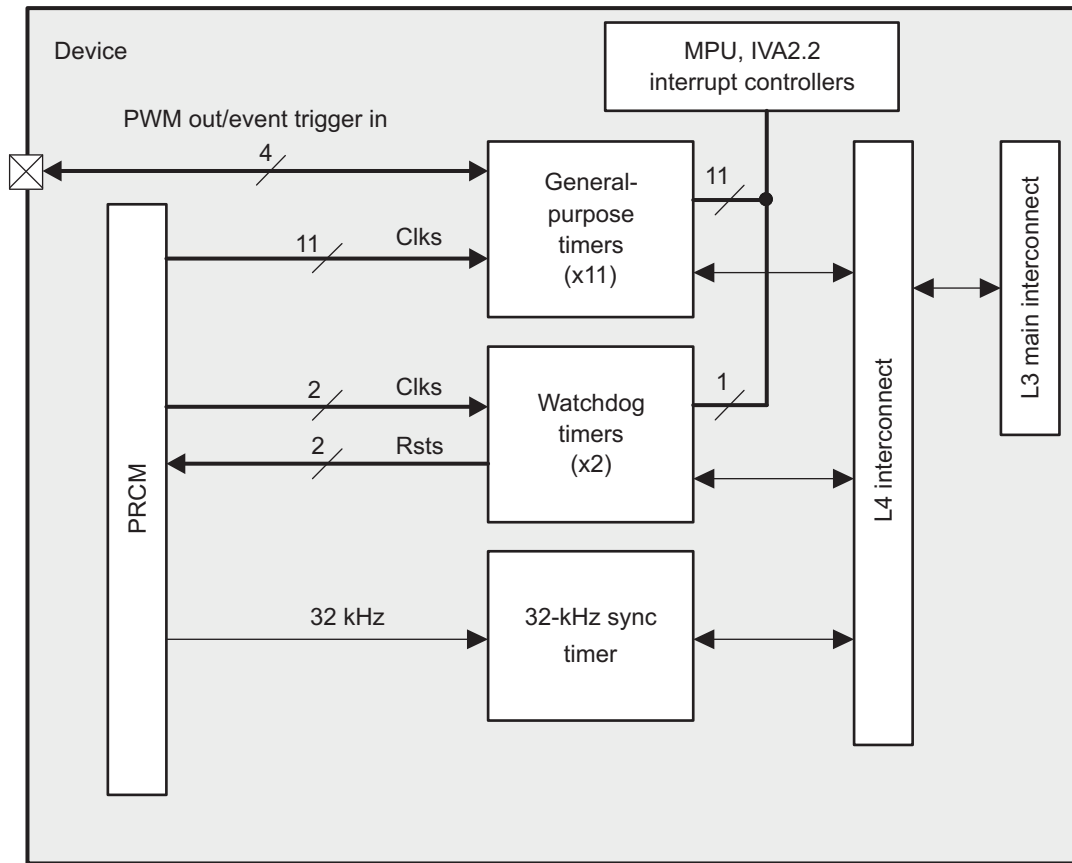 Device
MPU, IVA2.2
interrupt controllers
PWM out/event trigger in
4
General-
purpose
timers
(x11)
11
11
Clks
2
Clks
Watchdog
timers
(x2)
1
2
Rsts
32 kHz
32-kHz sync
timer
PRCM
L4 interconnect
L3 main interconnect